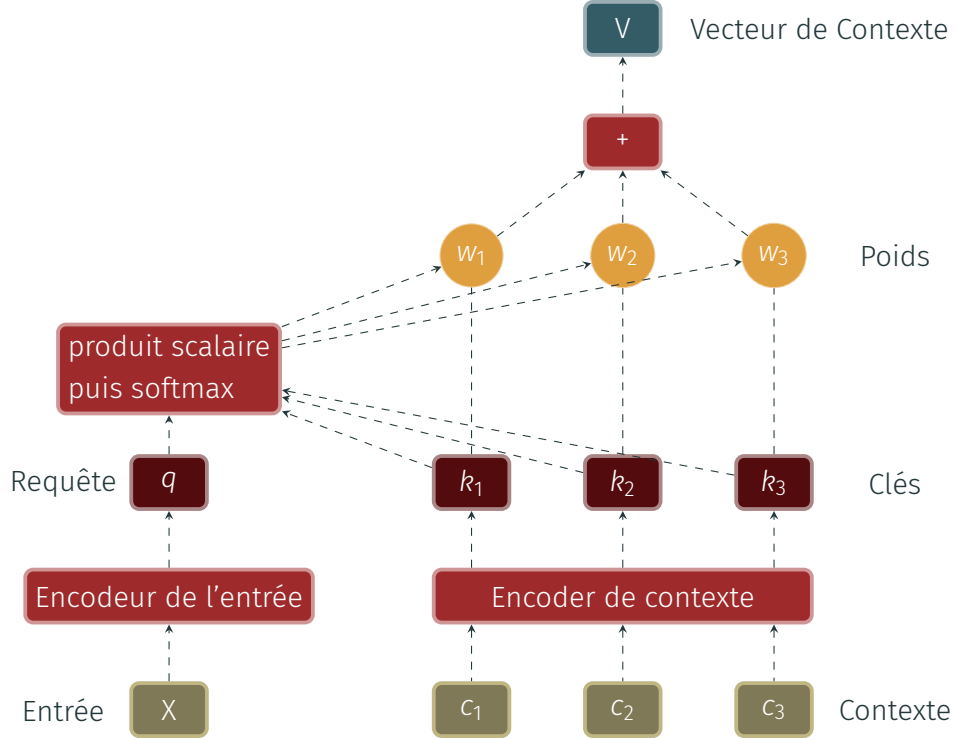 V Vecteur de Contexte
+
w₁ w₂ w₃ Poids
produit scalaire
puis softmax
Requête q k₁ k₂ k₃ Clés
Encodeur de l'entrée Encoder de contexte
Entrée X c₁ c₂ c₃ Contexte